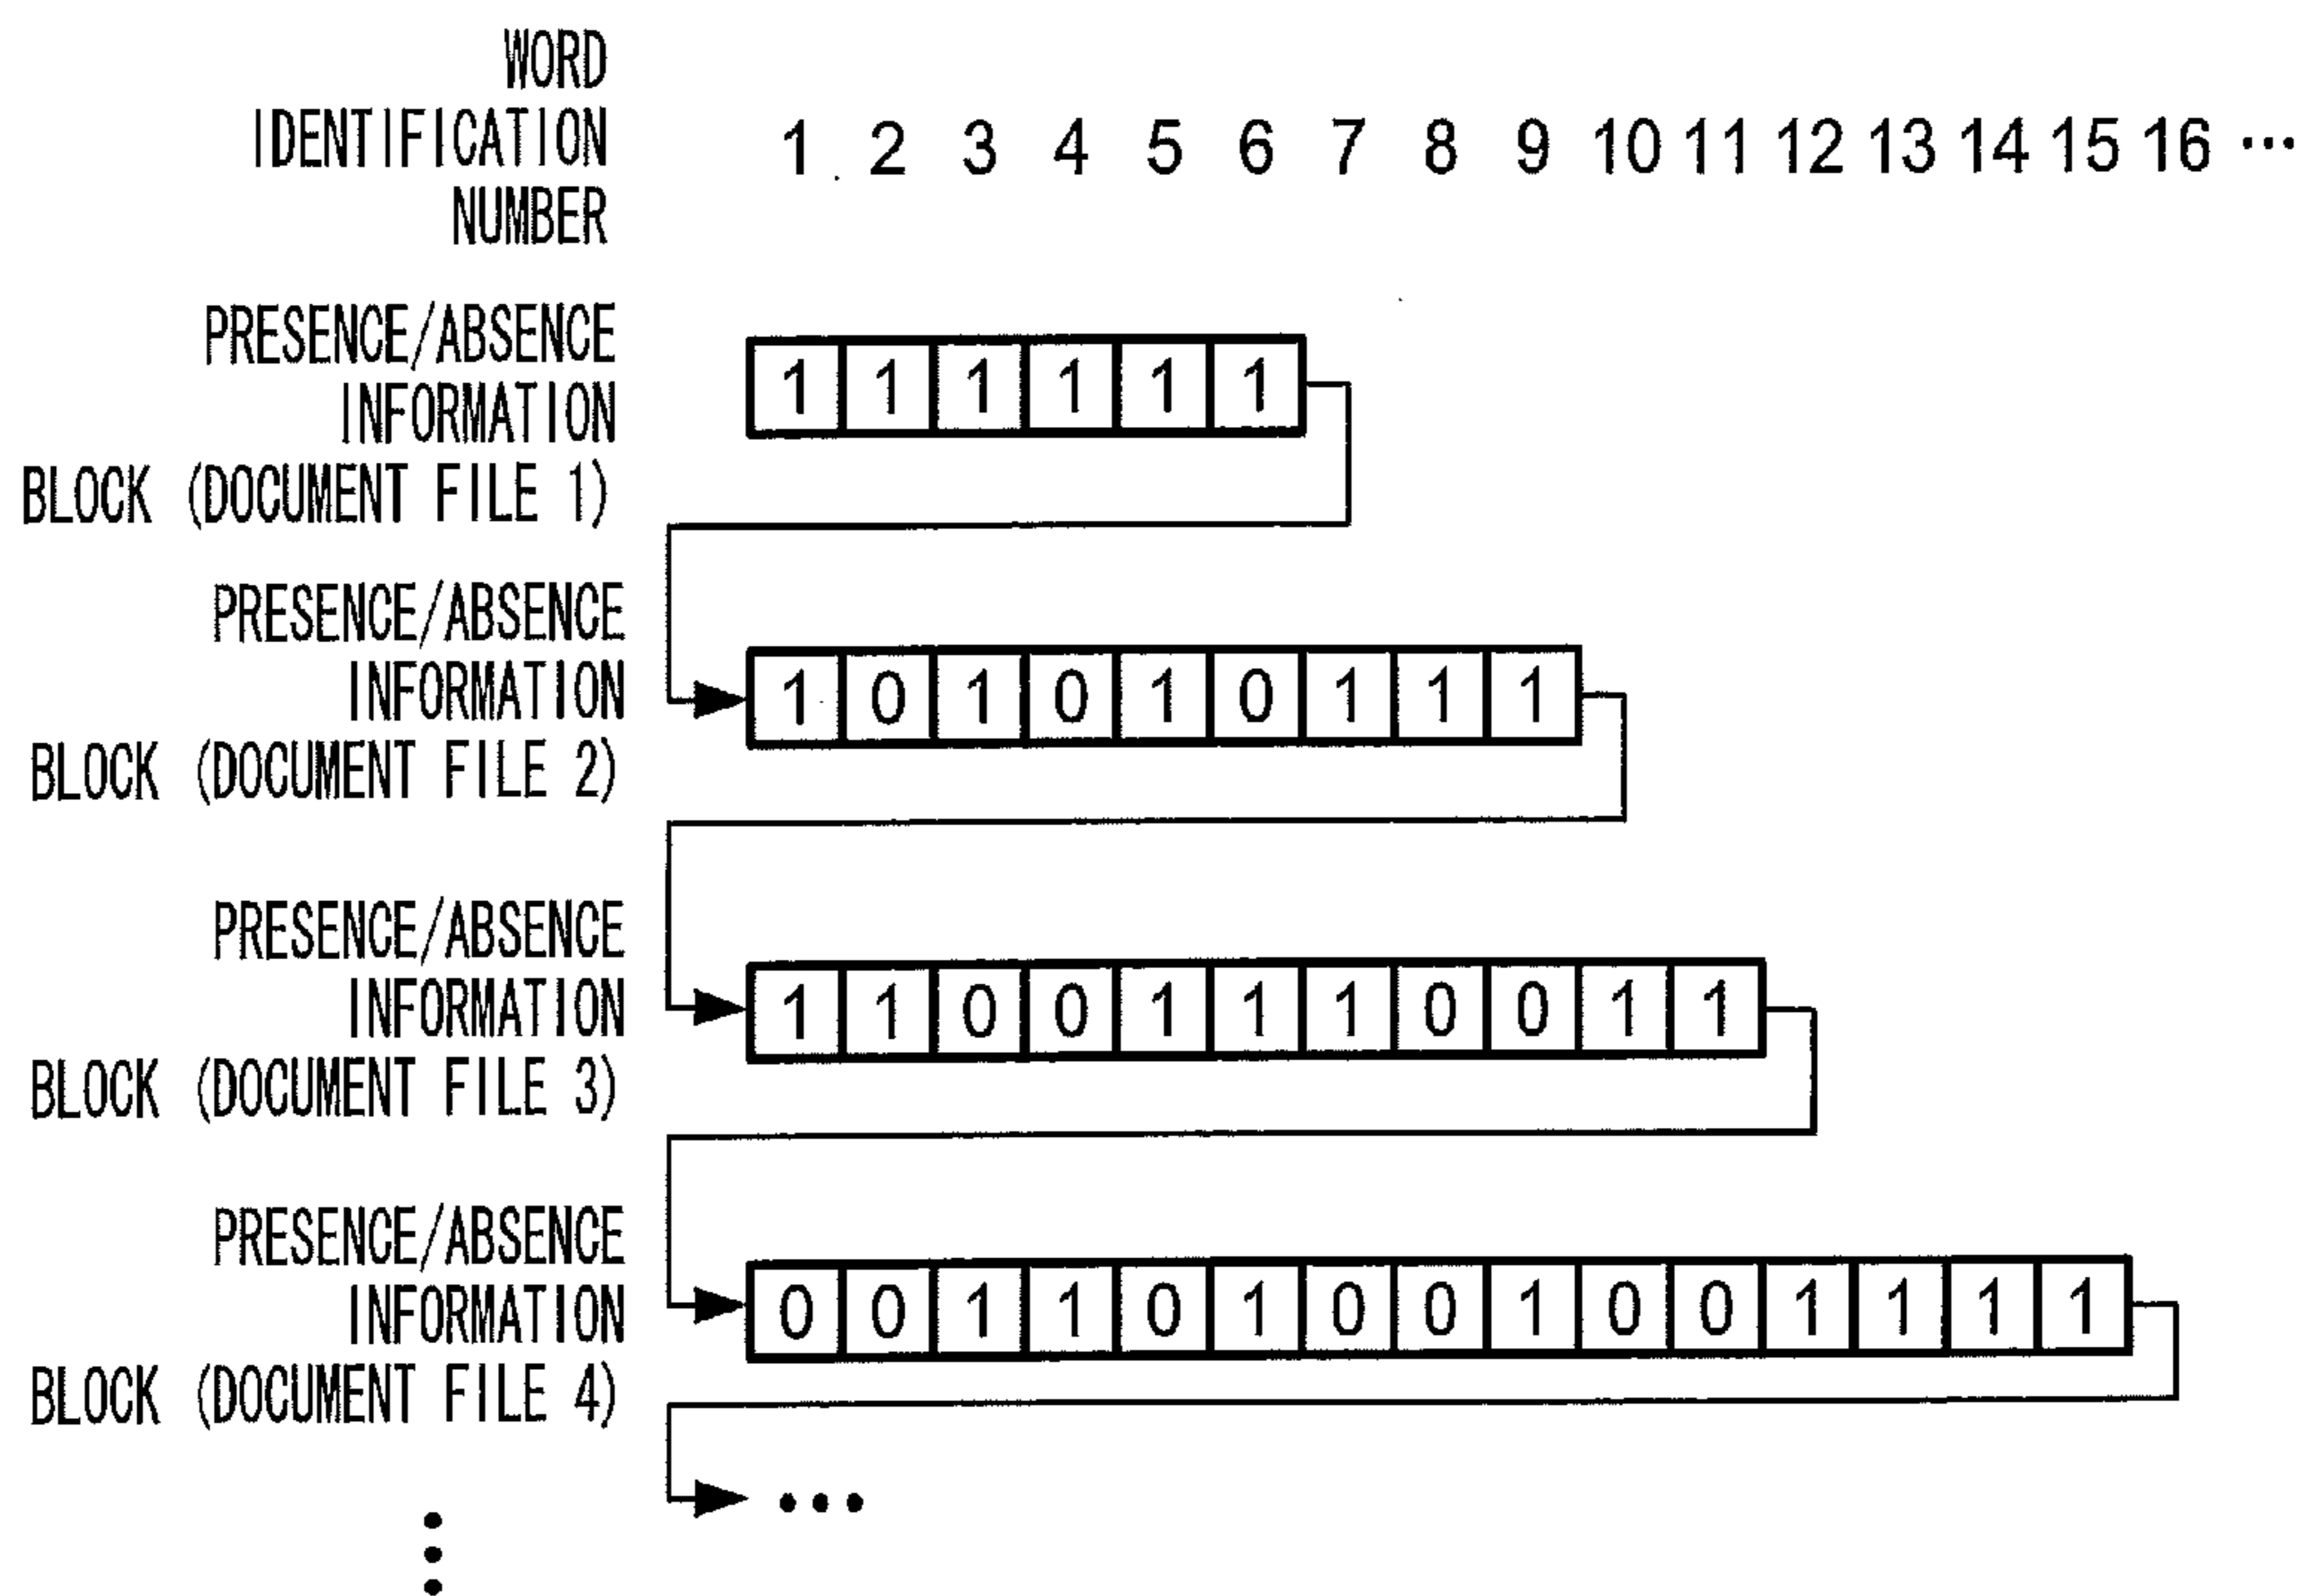 WORD
IDENTIFICATION
NUMBER
1 2 3 4 5 6 7 8 9 10 11 12 13 14 15 16 ...
PRESENCE/ABSENCE
INFORMATION
BLOCK (DOCUMENT FILE 1)
1 1 1 1 1 1
PRESENCE/ABSENCE
INFORMATION
BLOCK (DOCUMENT FILE 2)
1 0 1 0 1 0 1 1 1
PRESENCE/ABSENCE
INFORMATION
BLOCK (DOCUMENT FILE 3)
1 1 0 0 1 1 1 0 0 1 1
PRESENCE/ABSENCE
INFORMATION
BLOCK (DOCUMENT FILE 4)
0 0 1 1 0 1 0 0 1 0 0 1 1 1 1
...